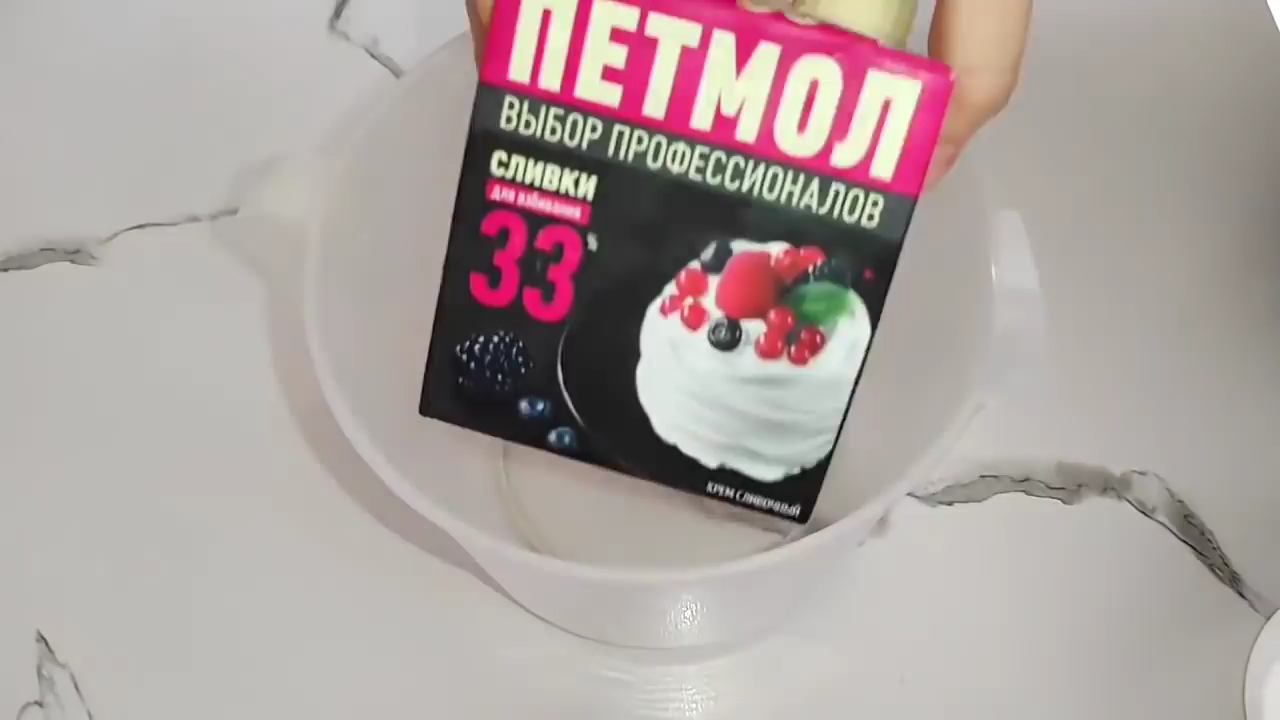 ПЕТМОЛ
ВЫБОР ПРОФЕССИОНАЛОВ
СЛИВКИ
для взбивания
33%
КРЕМ СЛИВОЧНЫЙ